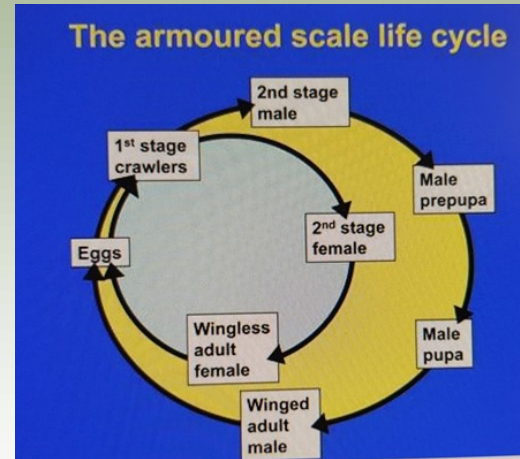 The armoured scale life cycle
2nd stage
male
1st stage
crawlers
Male
prepupa
2nd stage
female
Eggs
Wingless
adult
female
Male
pupa
Winged
adult
male